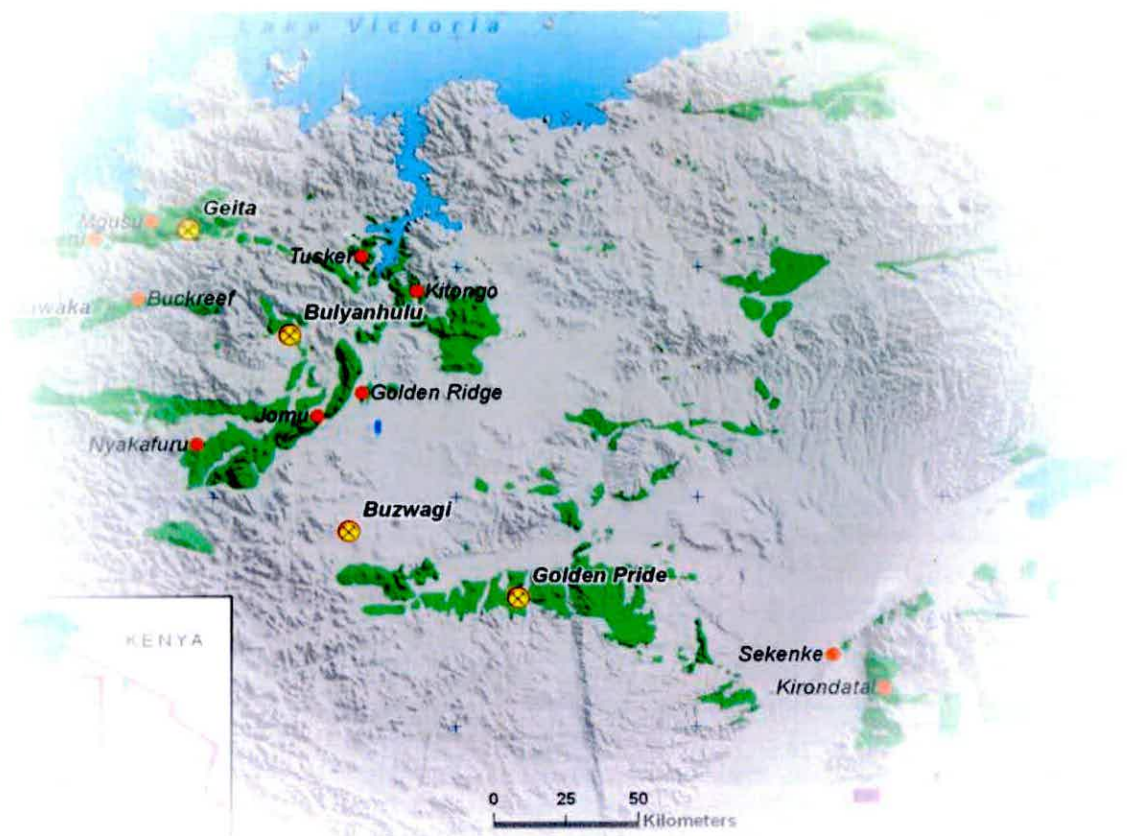 Lake Victoria
Geita
Mgusu
Tusker
Kitongo
Buckreef
Bulyanhulu
Golden Ridge
Jomu
Nyakafuru
Buzwagi
Golden Pride
KENYA
Sekenke
Kirondatal
0 25 50
Kilometers